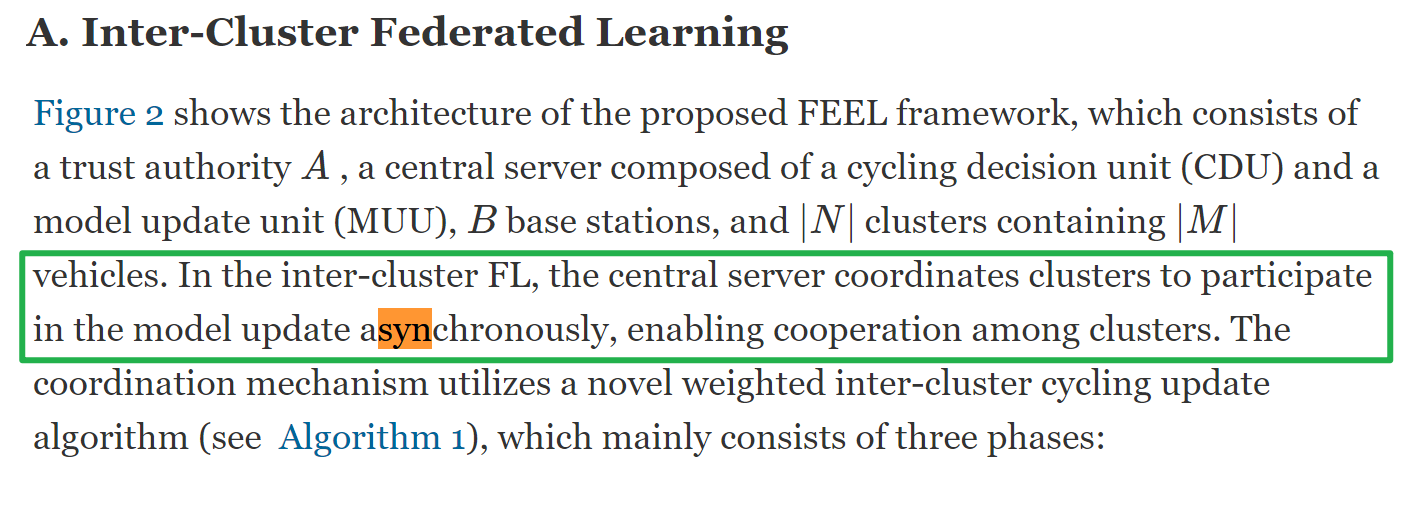 A. Inter-Cluster Federated Learning
Figure 2 shows the architecture of the proposed FEEL framework, which consists of
a trust authority A , a central server composed of a cycling decision unit (CDU) and a
model update unit (MUU), B base stations, and |N| clusters containing |M|
vehicles. In the inter-cluster FL, the central server coordinates clusters to participate
in the model update asynchronously, enabling cooperation among clusters. The
coordination mechanism utilizes a novel weighted inter-cluster cycling update
algorithm (see Algorithm 1), which mainly consists of three phases: